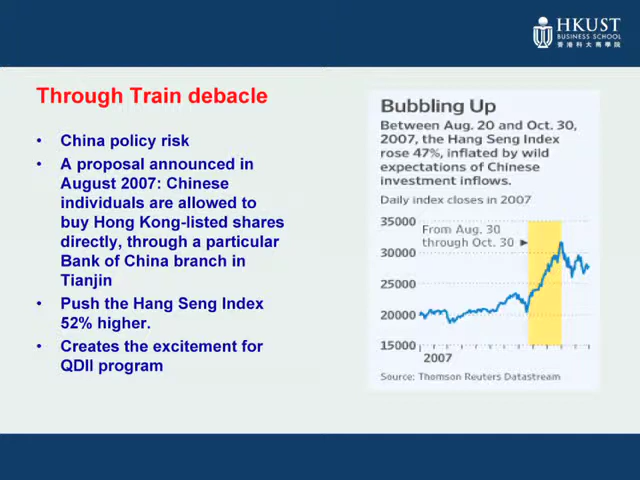 HKUST
BUSINESS SCHOOL
香港科大商學院
Through Train debacle
• China policy risk
• A proposal announced in
August 2007: Chinese
individuals are allowed to
buy Hong Kong-listed shares
directly, through a particular
Bank of China branch in
Tianjin
• Push the Hang Seng Index
52% higher.
• Creates the excitement for
QDII program
Bubbling Up
Between Aug. 20 and Oct. 30,
2007, the Hang Seng Index
rose 47%, inflated by wild
expectations of Chinese
investment inflows.
Daily index closes in 2007
35000
From Aug. 30
through Oct. 30
30000
25000
20000
15000
2007
Source: Thomson Reuters Datastream